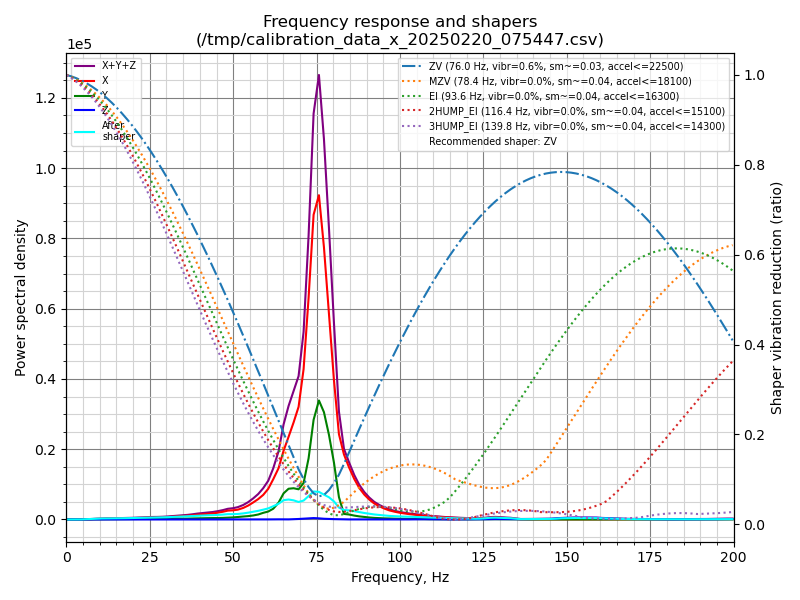 Frequency response and shapers
(/tmp/calibration_data_x_20250220_075447.csv)
1e5
X+Y+Z
X
Y
Z
After
shaper
ZV (76.0 Hz, vibr=0.6%, sm~=0.03, accel<=22500)
MZV (78.4 Hz, vibr=0.0%, sm~=0.04, accel<=18100)
EI (93.6 Hz, vibr=0.0%, sm~=0.04, accel<=16300)
2HUMP_EI (116.4 Hz, vibr=0.0%, sm~=0.04, accel<=15100)
3HUMP_EI (139.8 Hz, vibr=0.0%, sm~=0.04, accel<=14300)
Recommended shaper: ZV
Power spectral density
1.2
1.0
0.8
0.6
0.4
0.2
0.0
1.0
0.8
0.6
0.4
0.2
0.0
Shaper vibration reduction (ratio)
0 25 50 75 100 125 150 175 200
Frequency, Hz